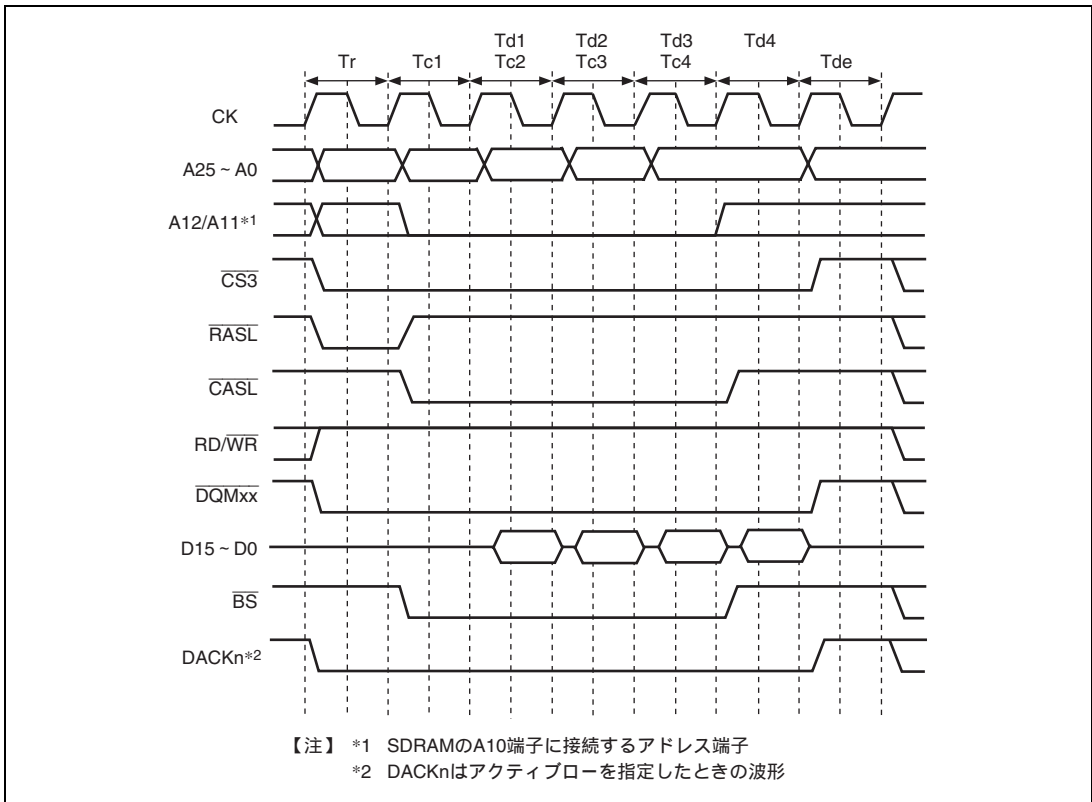 Td1 Td2 Td3 Td4
Tr Tc1 Tc2 Tc3 Tc4 Tde
CK
A25 ~ A0
A12/A11*1
CS3
RASL
CASL
RD/WR
DQMxx
D15 ~ D0
BS
DACKn*2
【注】 *1 SDRAMのA10端子に接続するアドレス端子
*2 DACKnはアクティブローを指定したときの波形